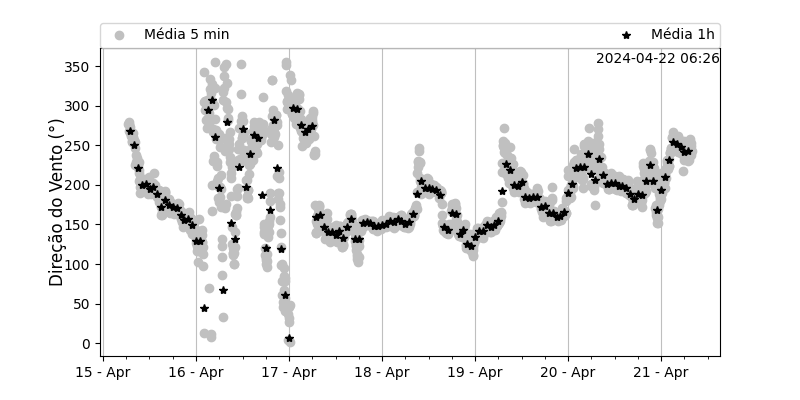 Média 5 min
Média 1h
2024-04-22 06:26
Direção do Vento (°)
350
300
250
200
150
100
50
0
15 - Apr
16 - Apr
17 - Apr
18 - Apr
19 - Apr
20 - Apr
21 - Apr